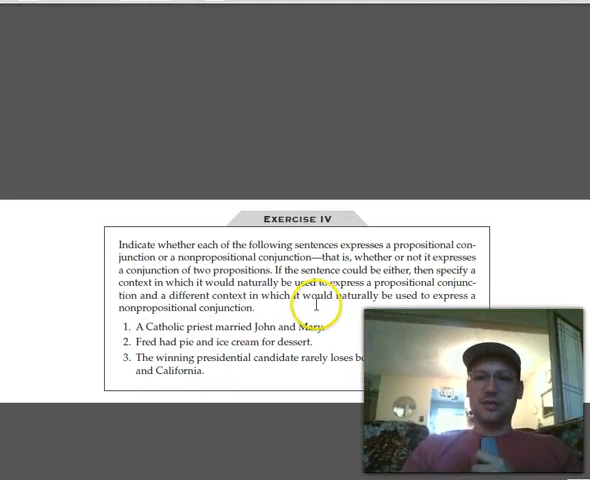 EXERCISE IV
Indicate whether each of the following sentences expresses a propositional con-
junction or a nonpropositional conjunction—that is, whether or not it expresses
a conjunction of two propositions. If the sentence could be either, then specify a
context in which it would naturally be used to express a propositional conjunc-
tion and a different context in which it would naturally be used to express a
nonpropositional conjunction.
1. A Catholic priest married John and Mary.
2. Fred had pie and ice cream for dessert.
3. The winning presidential candidate rarely loses
and California.